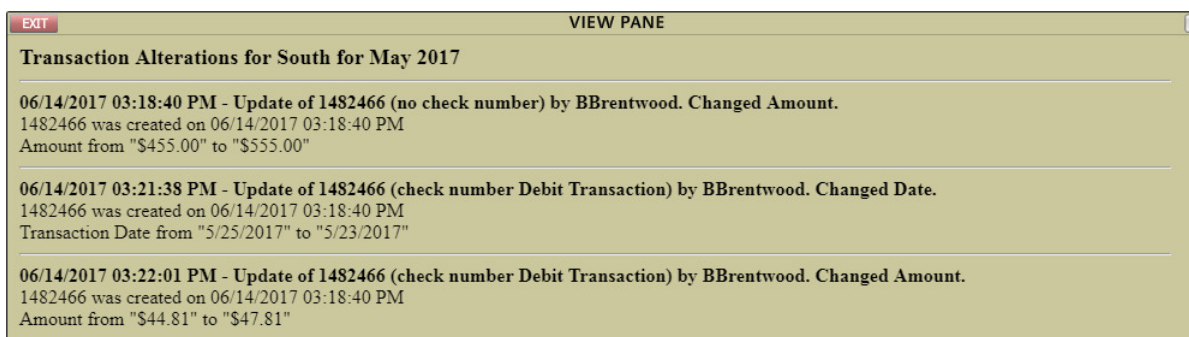 EXIT
VIEW PANE
Transaction Alterations for South for May 2017
06/14/2017 03:18:40 PM - Update of 1482466 (no check number) by BBrentwood. Changed Amount.
1482466 was created on 06/14/2017 03:18:40 PM
Amount from "$455.00" to "$555.00"
06/14/2017 03:21:38 PM - Update of 1482466 (check number Debit Transaction) by BBrentwood. Changed Date.
1482466 was created on 06/14/2017 03:18:40 PM
Transaction Date from "5/25/2017" to "5/23/2017"
06/14/2017 03:22:01 PM - Update of 1482466 (check number Debit Transaction) by BBrentwood. Changed Amount.
1482466 was created on 06/14/2017 03:18:40 PM
Amount from "$44.81" to "$47.81"